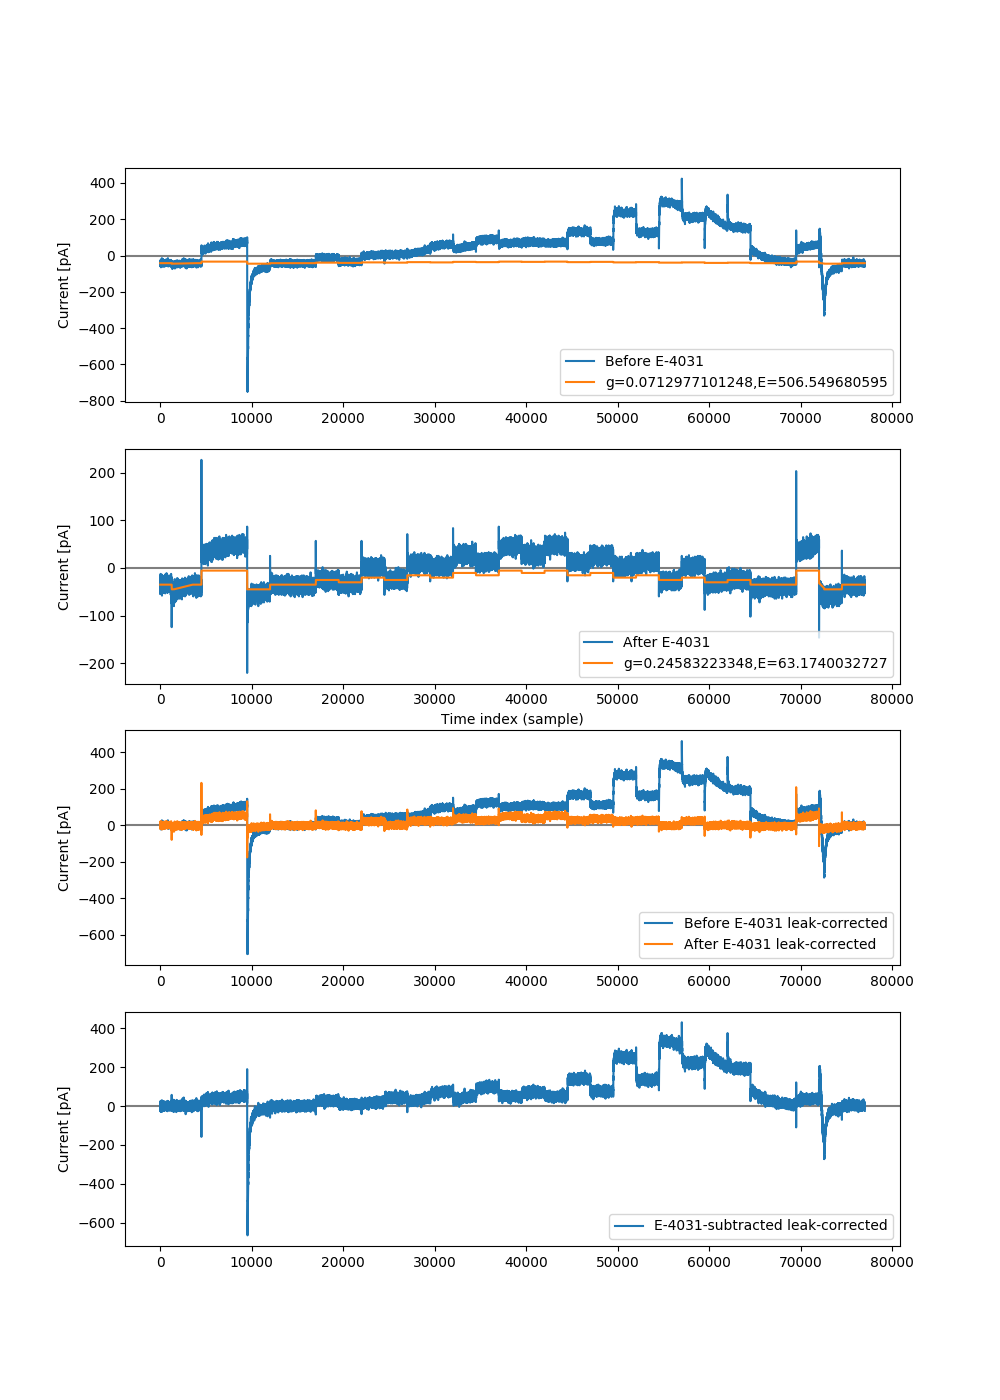 400
200
0
−200
−400
−600
−800
Current [pA]
Before E-4031
g=0.0712977101248,E=506.549680595
0 10000 20000 30000 40000 50000 60000 70000 80000
200
100
0
−100
−200
Current [pA]
After E-4031
g=0.24583223348,E=63.1740032727
0 10000 20000 30000 40000 50000 60000 70000 80000
Time index (sample)
400
200
0
−200
−400
−600
Current [pA]
Before E-4031 leak-corrected
After E-4031 leak-corrected
0 10000 20000 30000 40000 50000 60000 70000 80000
400
200
0
−200
−400
−600
Current [pA]
E-4031-subtracted leak-corrected
0 10000 20000 30000 40000 50000 60000 70000 80000